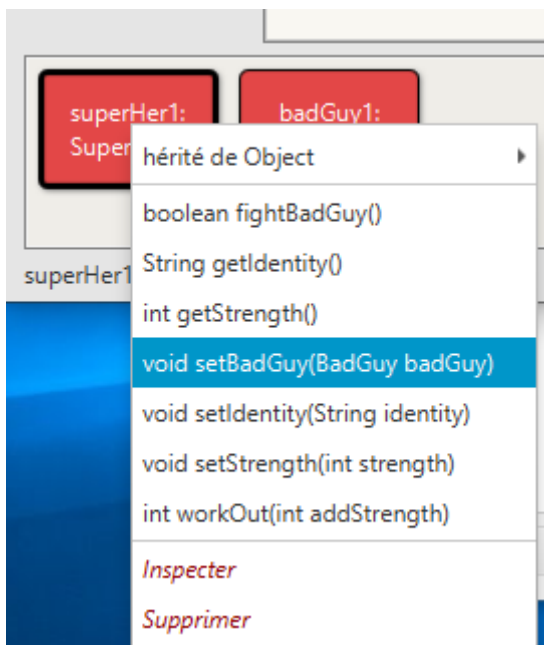 superHer1:
Super
badGuy1:
hérité de Object
boolean fightBadGuy()
String getIdentity()
int getStrength()
superHer1
void setBadGuy(BadGuy badGuy)
void setIdentity(String identity)
void setStrength(int strength)
int workOut(int addStrength)
Inspecter
Supprimer